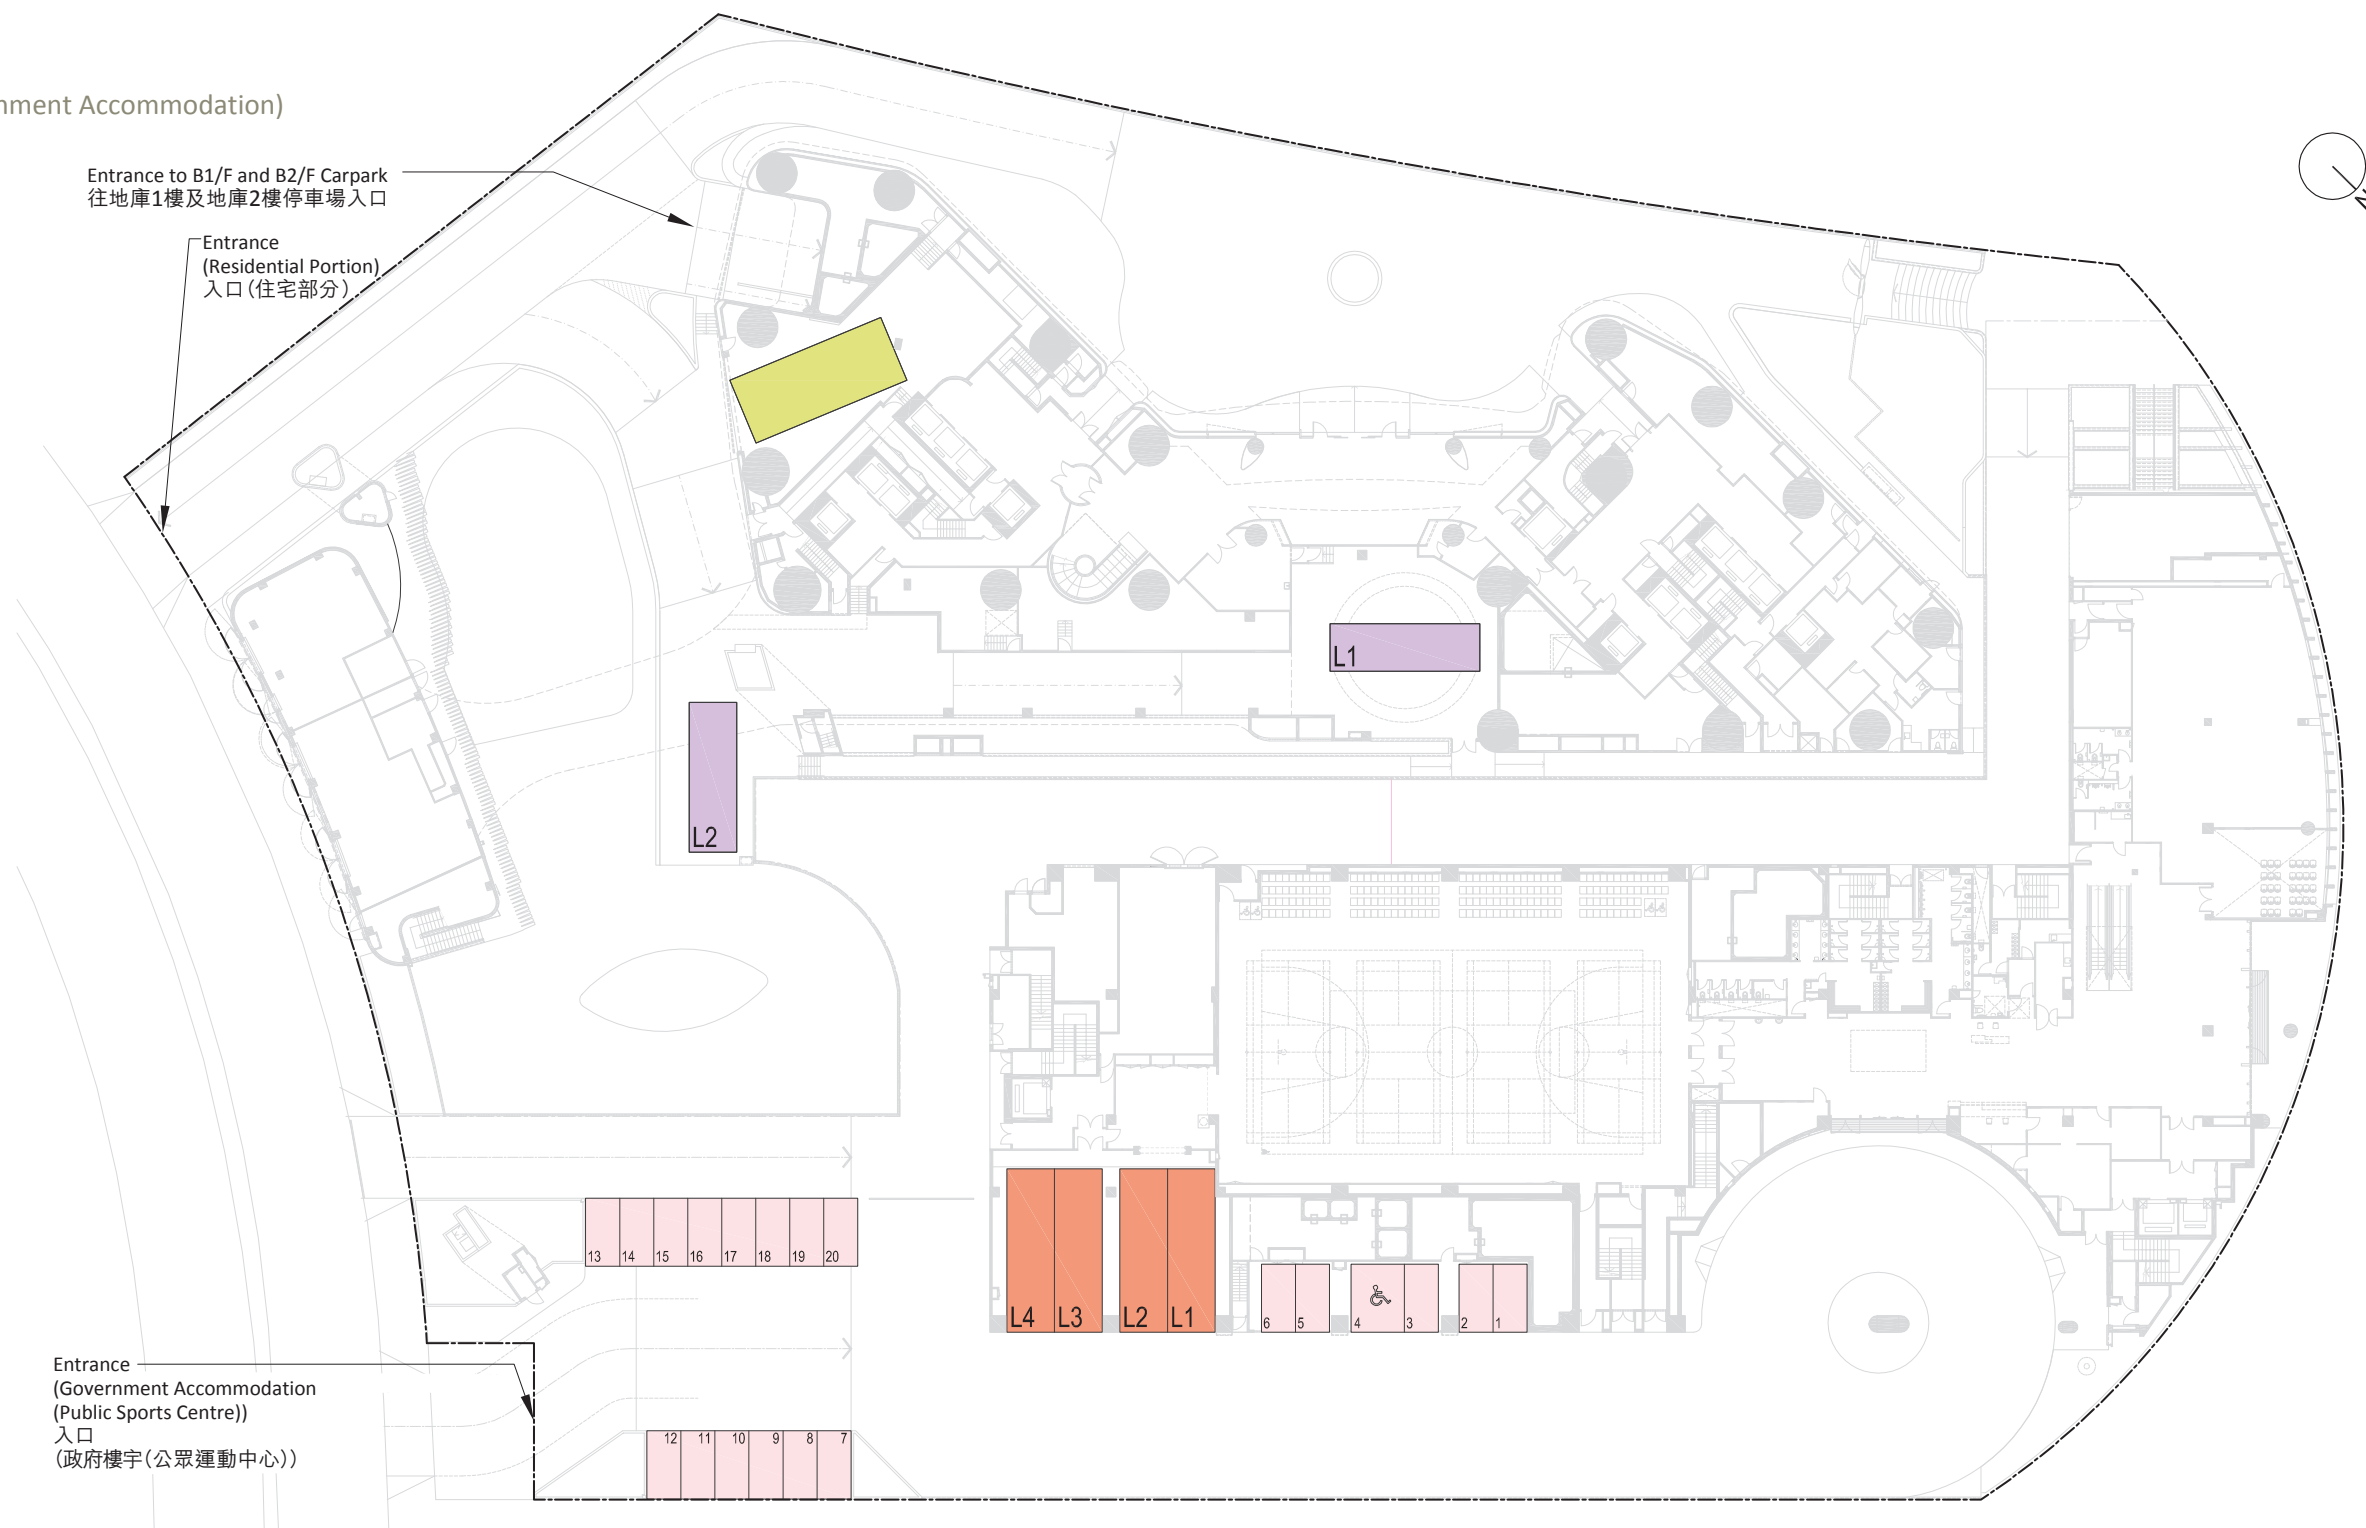 nment Accommodation)
Entrance to B1/F and B2/F Carpark
往地庫1樓及地庫2樓停車場入口
Entrance
(Residential Portion)
入口(住宅部分)
L1
L2
13 14 15 16 17 18 19 20
L4 L3 L2 L1
6 5 4 3 2 1
Entrance
(Government Accommodation
(Public Sports Centre))
入口
(政府樓宇(公眾運動中心))
12 11 10 9 8 7